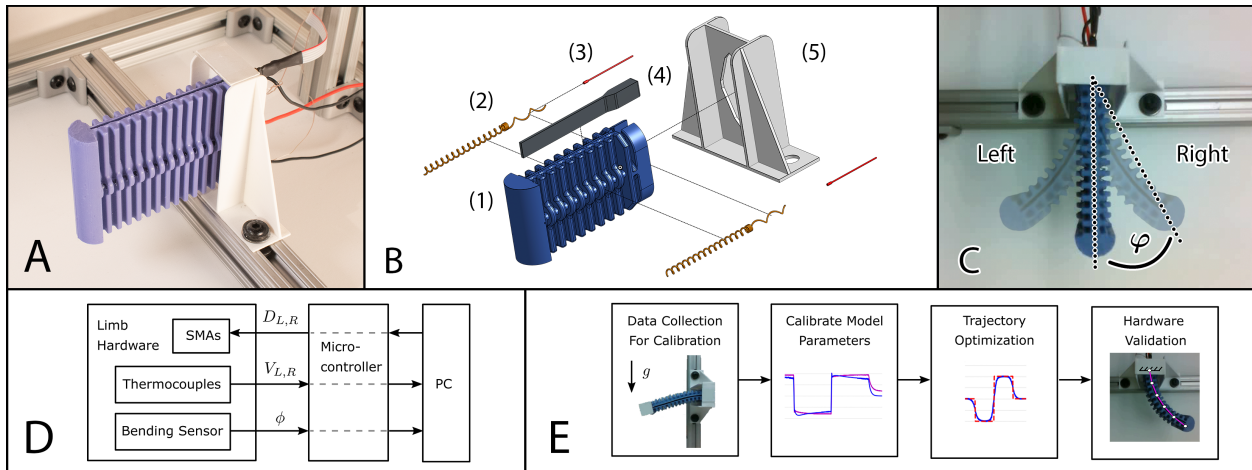 A
B
(1)
(2)
(3)
(4)
(5)
C
Left
Right
φ
D
Limb
Hardware
SMAs
Thermocouples
Bending Sensor
D_{L,R}
V_{L,R}
ϕ
Micro-
controller
PC
E
Data Collection
For Calibration
g
Calibrate Model
Parameters
Trajectory
Optimization
Hardware
Validation